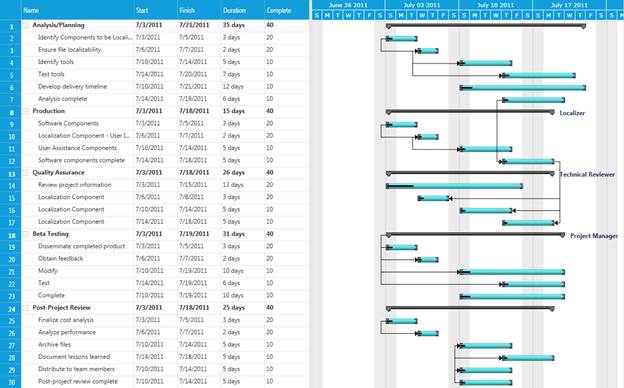 Name Start Finish Duration Complete June 26 2011 July 03 2011 July 10 2011 July 17 2011
S M T W T F S S M T W T F S S M T W T F S S M T W T F S
1 Analysis/Planning 7/3/2011 7/21/2011 35 days 40
2 Identify Components to be Locali... 7/3/2011 7/5/2011 3 days 20
3 Ensure file localizability 7/6/2011 7/7/2011 2 days 20
4 Identify tools 7/10/2011 7/14/2011 5 days 10
5 Test tools 7/14/2011 7/20/2011 7 days 10
6 Develop delivery timeline 7/10/2011 7/21/2011 12 days 10
7 Analysis complete 7/14/2011 7/19/2011 6 days 10
8 Production 7/3/2011 7/18/2011 15 days 40 Localizer
9 Software Components 7/3/2011 7/5/2011 3 days 20
10 Localization Component - User I... 7/6/2011 7/7/2011 2 days 20
11 User Assistance Components 7/10/2011 7/14/2011 5 days 10
12 Software components complete 7/14/2011 7/18/2011 5 days 10
13 Quality Assurance 7/3/2011 7/18/2011 26 days 40 Technical Reviewer
14 Review project information 7/3/2011 7/15/2011 13 days 20
15 Localization Component 7/6/2011 7/8/2011 3 days 20
16 Localization Component 7/10/2011 7/14/2011 5 days 10
17 Localization Component 7/14/2011 7/18/2011 5 days 10
18 Beta Testing 7/3/2011 7/19/2011 31 days 40 Project Manager
19 Disseminate completed product 7/3/2011 7/5/2011 3 days 20
20 Obtain feedback 7/6/2011 7/7/2011 2 days 20
21 Modify 7/10/2011 7/19/2011 10 days 10
22 Test 7/14/2011 7/19/2011 6 days 10
23 Complete 7/10/2011 7/19/2011 10 days 10
24 Post-Project Review 7/3/2011 7/18/2011 25 days 40
25 Finalize cost analysis 7/3/2011 7/5/2011 3 days 20
26 Analyze performance 7/6/2011 7/7/2011 2 days 20
27 Archive files 7/10/2011 7/14/2011 5 days 10
28 Document lessons learned 7/14/2011 7/18/2011 5 days 10
29 Distribute to team members 7/10/2011 7/14/2011 5 days 10
30 Post-project review complete 7/14/2011 7/18/2011 5 days 10